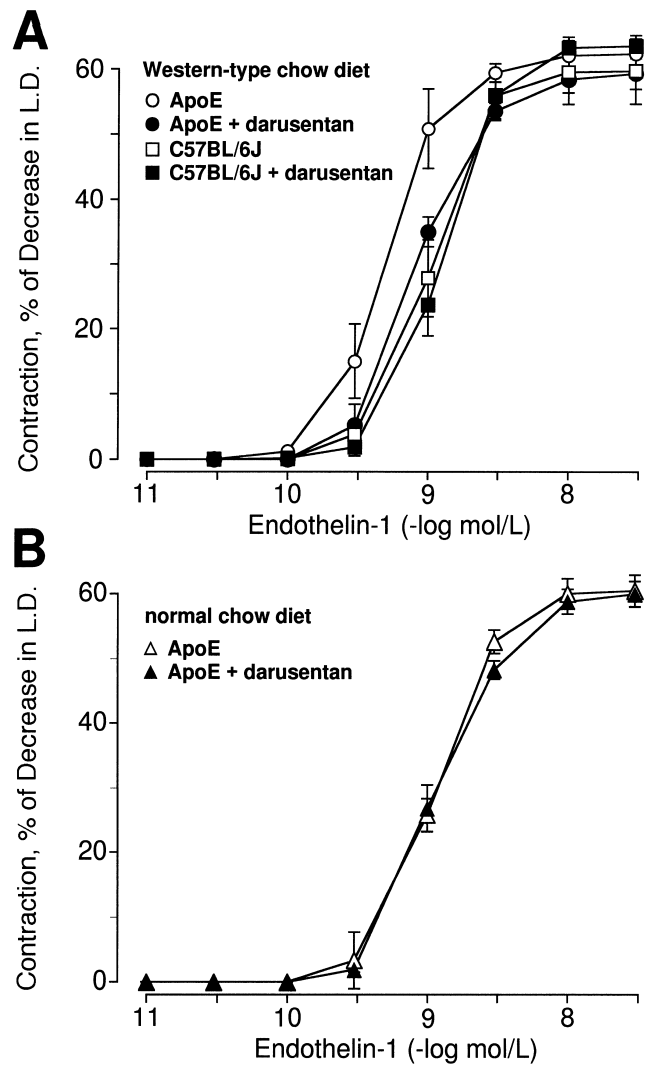 A
Contraction, % of Decrease in L.D.
60
40
20
0
Western-type chow diet
ApoE
ApoE + darusentan
C57BL/6J
C57BL/6J + darusentan
11 10 9 8
Endothelin-1 (-log mol/L)
B
Contraction, % of Decrease in L.D.
60
40
20
0
normal chow diet
ApoE
ApoE + darusentan
11 10 9 8
Endothelin-1 (-log mol/L)